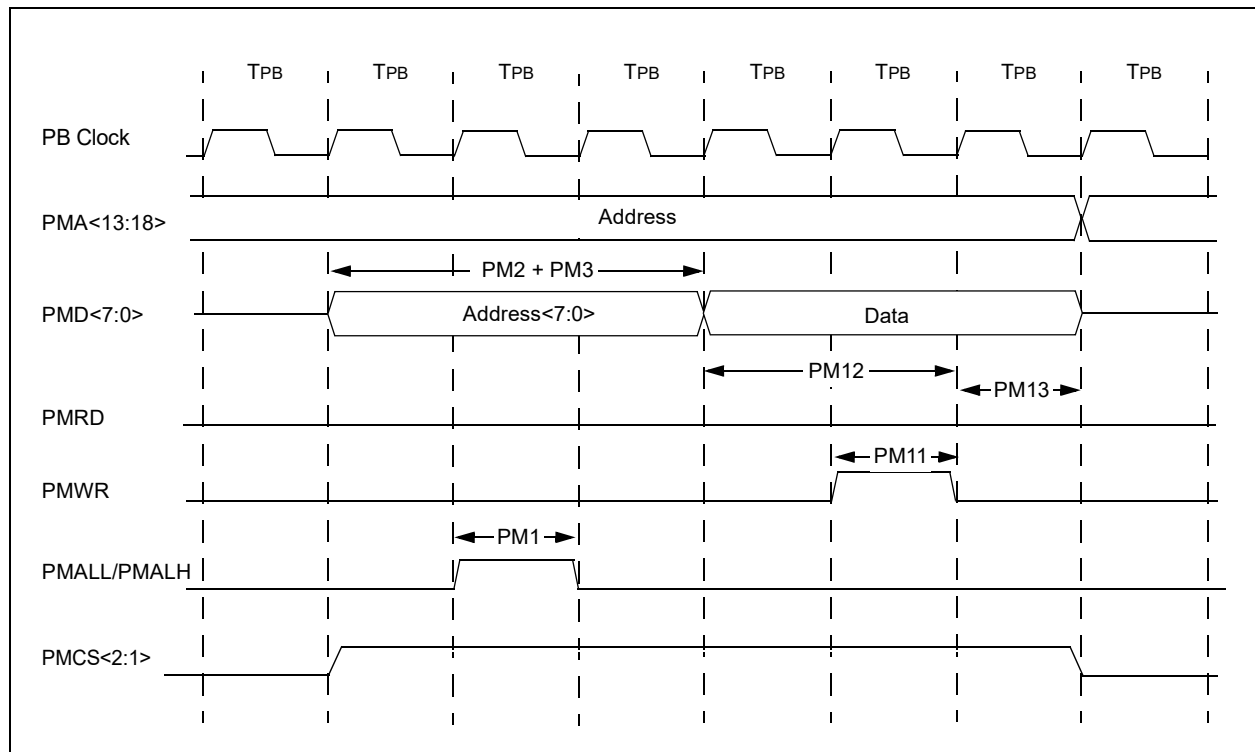 TPB TPB TPB TPB TPB TPB TPB TPB
PB Clock
PMA<13:18> Address
PM2 + PM3
PMD<7:0> Address<7:0> Data
PM12
PM13
PMRD
PM11
PMWR
PM1
PMALL/PMALH
PMCS<2:1>